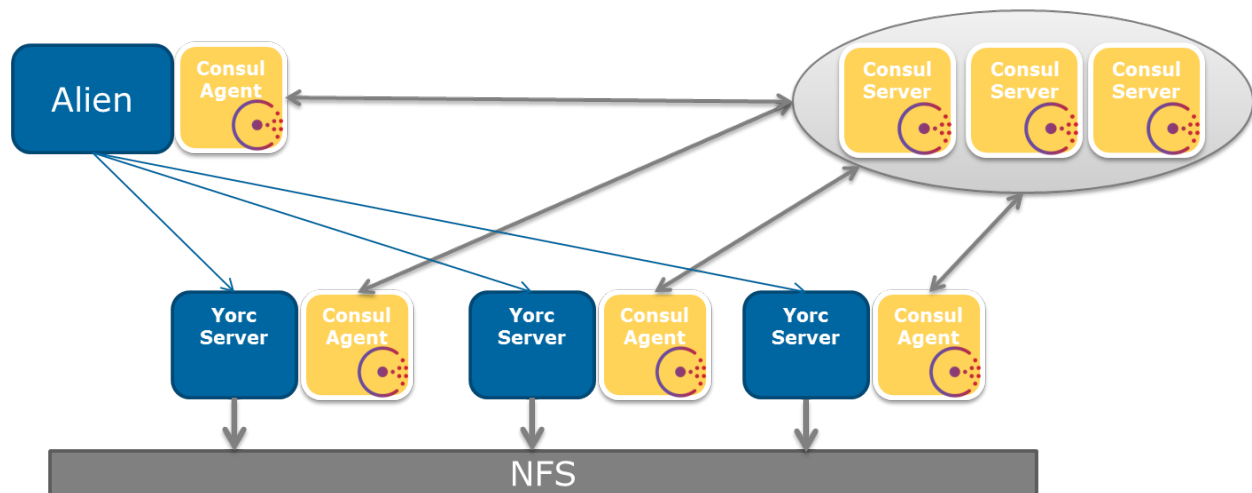 Alien
Consul
Agent
Consul
Server
Consul
Server
Consul
Server
Yorc
Server
Consul
Agent
Yorc
Server
Consul
Agent
Yorc
Server
Consul
Agent
NFS